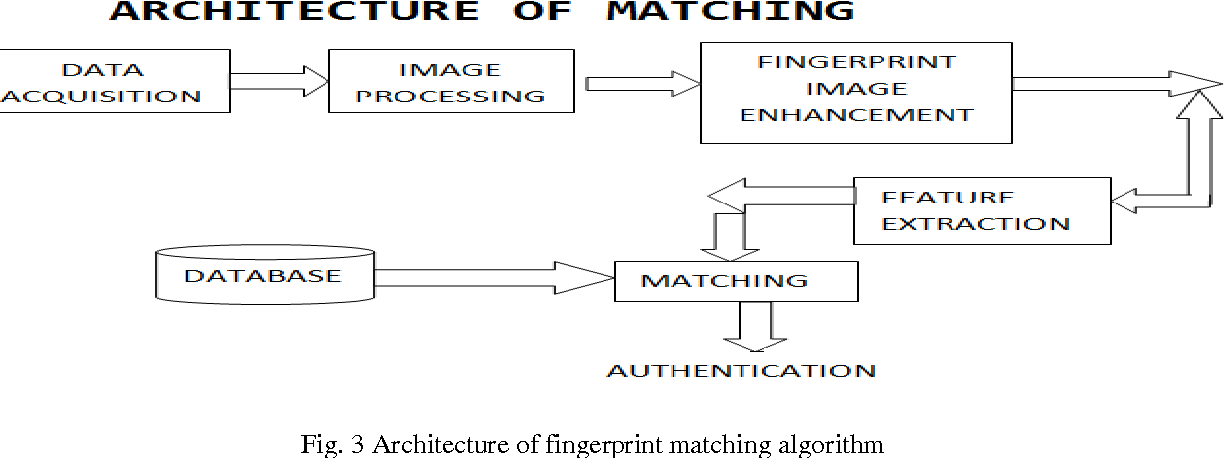 ARCHITECTURE OF MATCHING
DATA
ACQUISITION
IMAGE
PROCESSING
FINGERPRINT
IMAGE
ENHANCEMENT
FFATURF
EXTRACTION
DATABASE
MATCHING
AUTHENTICATION
Fig. 3 Architecture of fingerprint matching algorithm